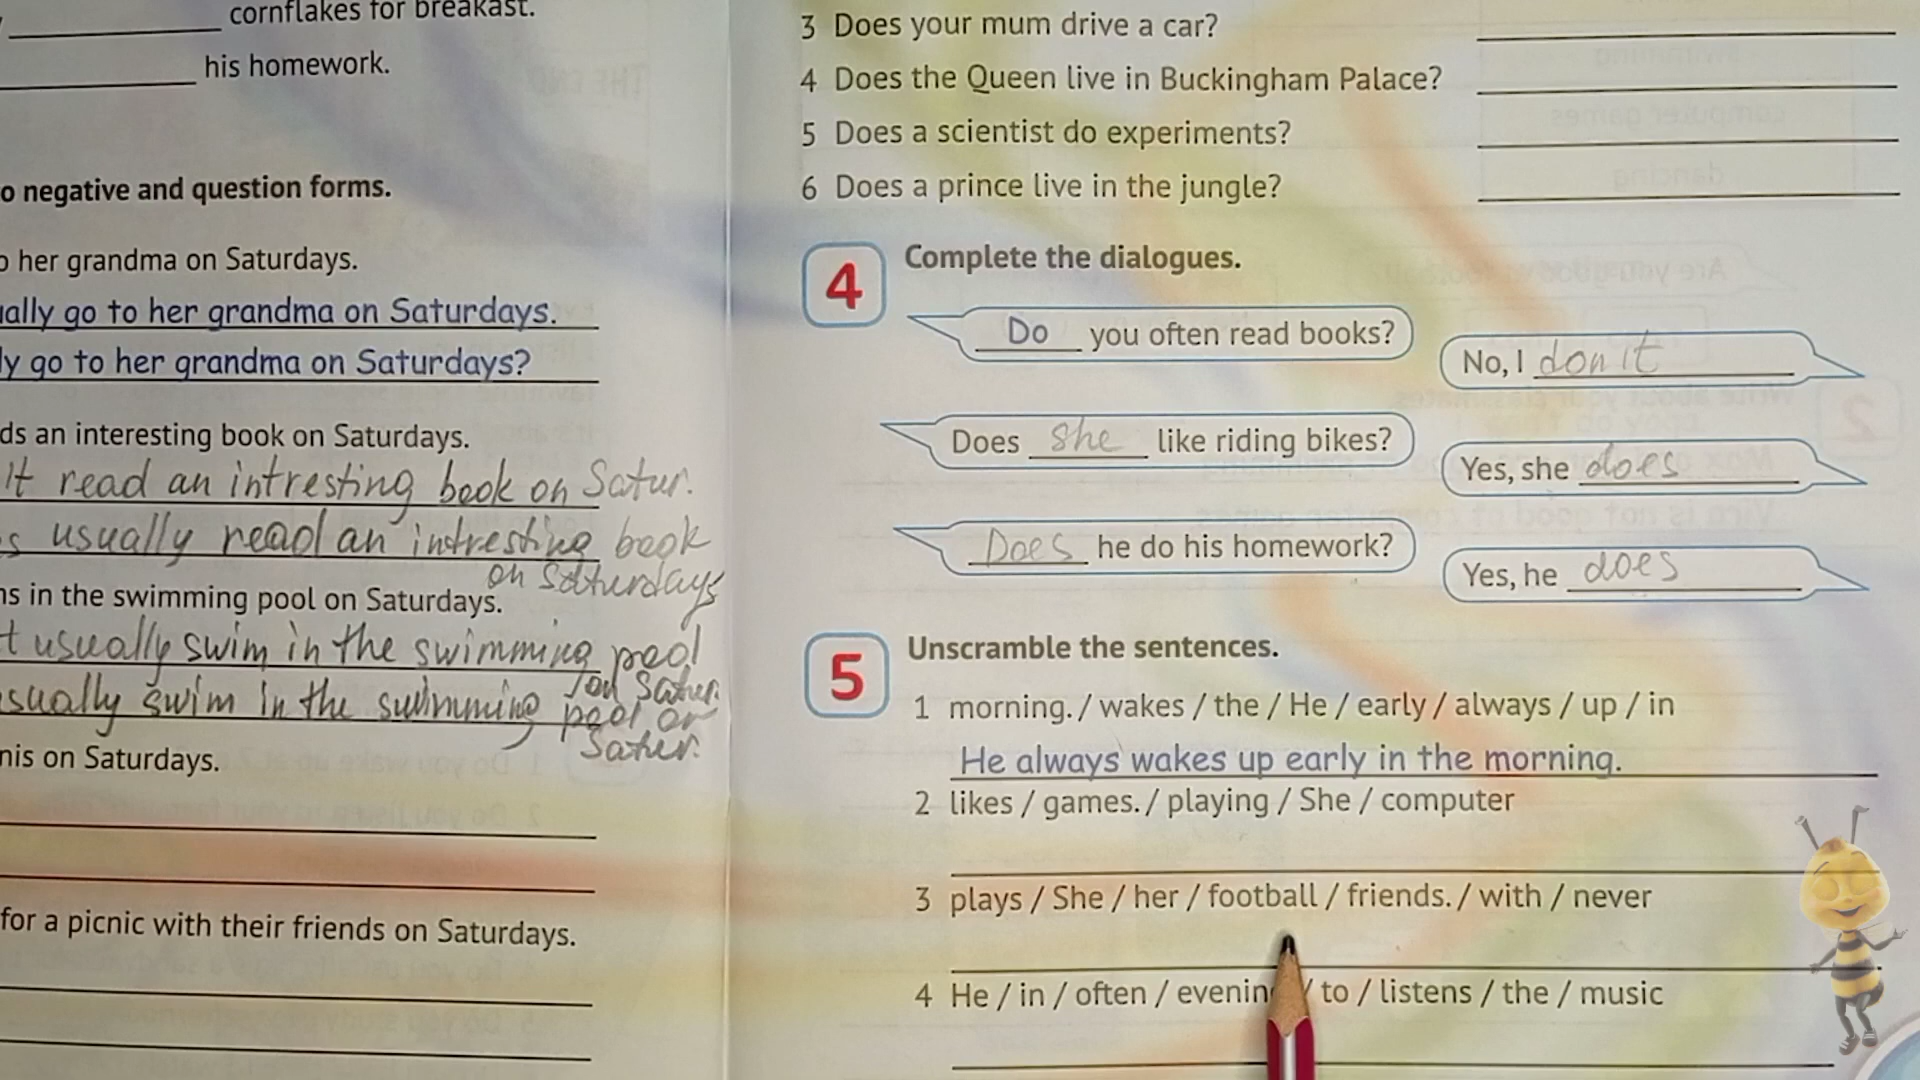 cornflakes for breakast.
his homework.
o negative and question forms.
o her grandma on Saturdays.
ually go to her grandma on Saturdays.
ly go to her grandma on Saturdays?
ds an interesting book on Saturdays.
It read an intresting book on Satur.
s usually read an intresting book
on Saturdays
ns in the swimming pool on Saturdays.
t usually swim in the swimming pool
on Satur.
sually swim in the swimming pool on
Satur.
nis on Saturdays.
for a picnic with their friends on Saturdays.
3 Does your mum drive a car?
4 Does the Queen live in Buckingham Palace?
5 Does a scientist do experiments?
6 Does a prince live in the jungle?
4 Complete the dialogues.
Do you often read books?
No, I don't
Does she like riding bikes?
Yes, she does
Does he do his homework?
Yes, he does
5 Unscramble the sentences.
1 morning. / wakes / the / He / early / always / up / in
He always wakes up early in the morning.
2 likes / games. / playing / She / computer
3 plays / She / her / football / friends. / with / never
4 He / in / often / evening / to / listens / the / music